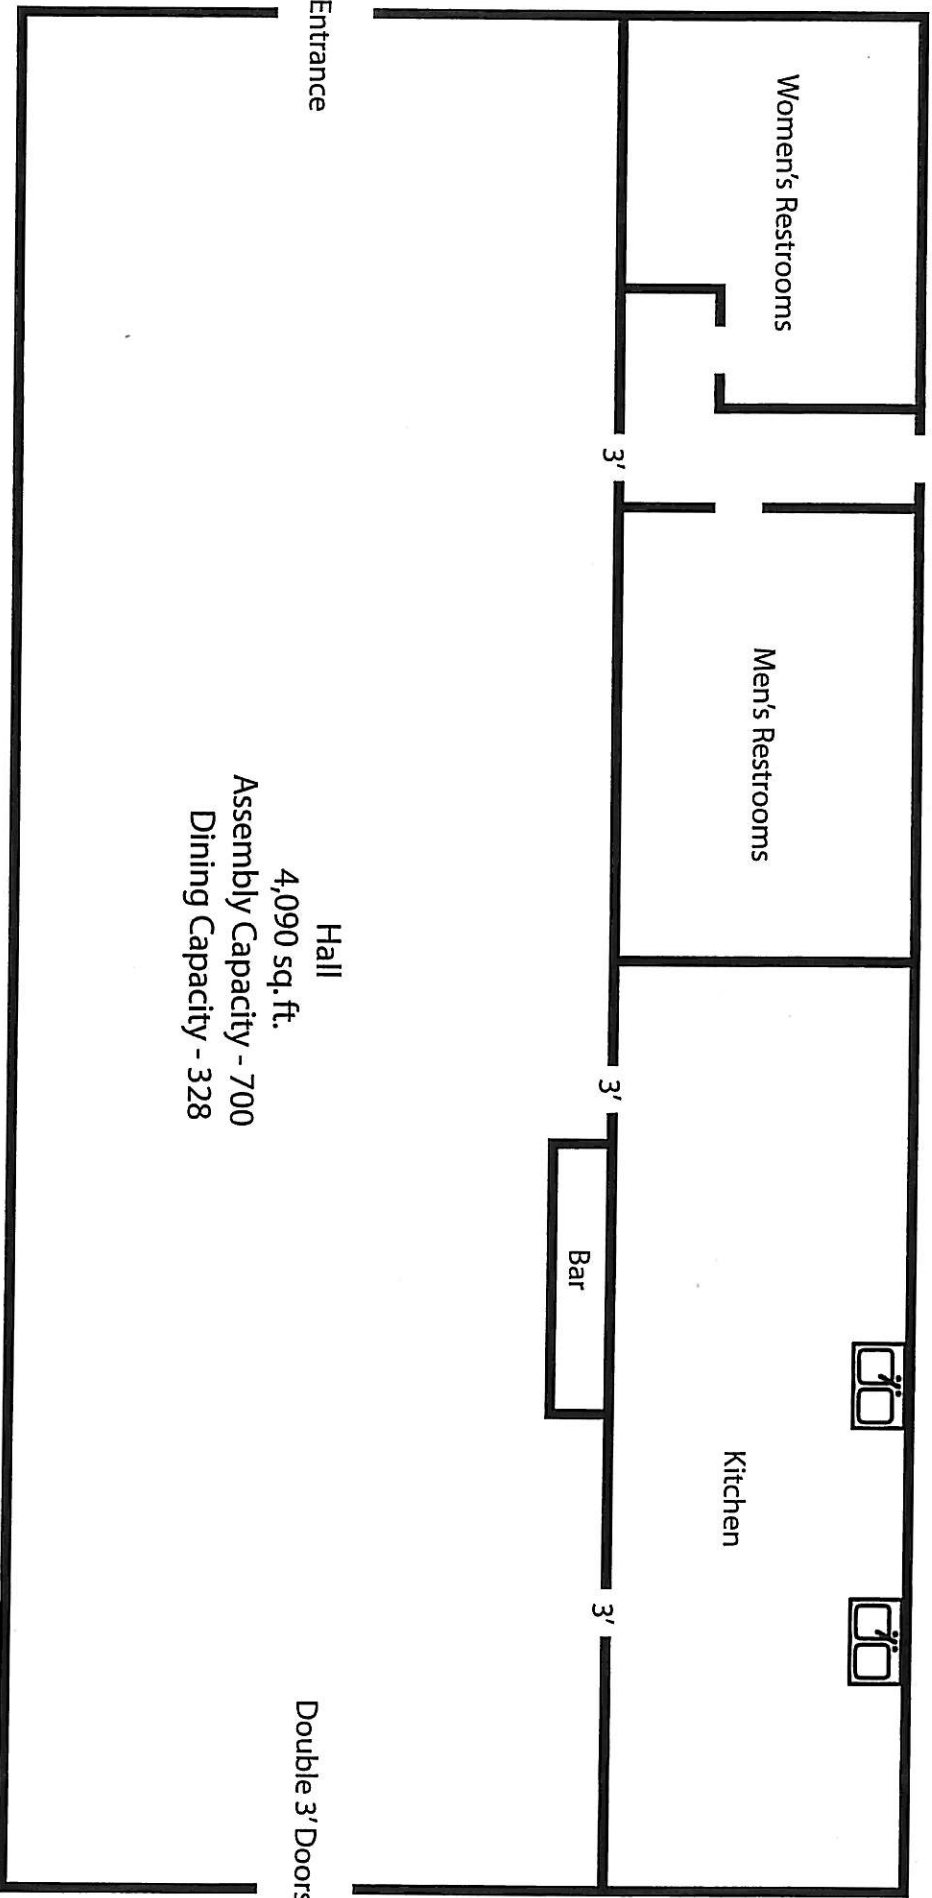 Entrance
Women's Restrooms
3'
Men's Restrooms
Hall
4,090 sq. ft.
Assembly Capacity - 700
Dining Capacity - 328
3'
Bar
Kitchen
3'
Double 3' Doors